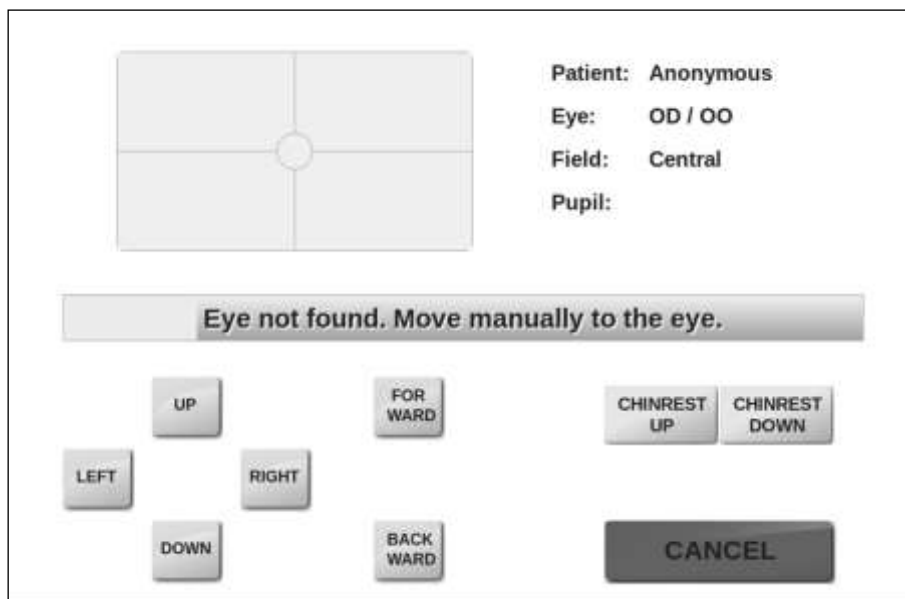 Patient: Anonymous
Eye: OD / OO
Field: Central
Pupil:
Eye not found. Move manually to the eye.
UP
FOR
WARD
CHINREST
UP
CHINREST
DOWN
LEFT
RIGHT
DOWN
BACK
WARD
CANCEL